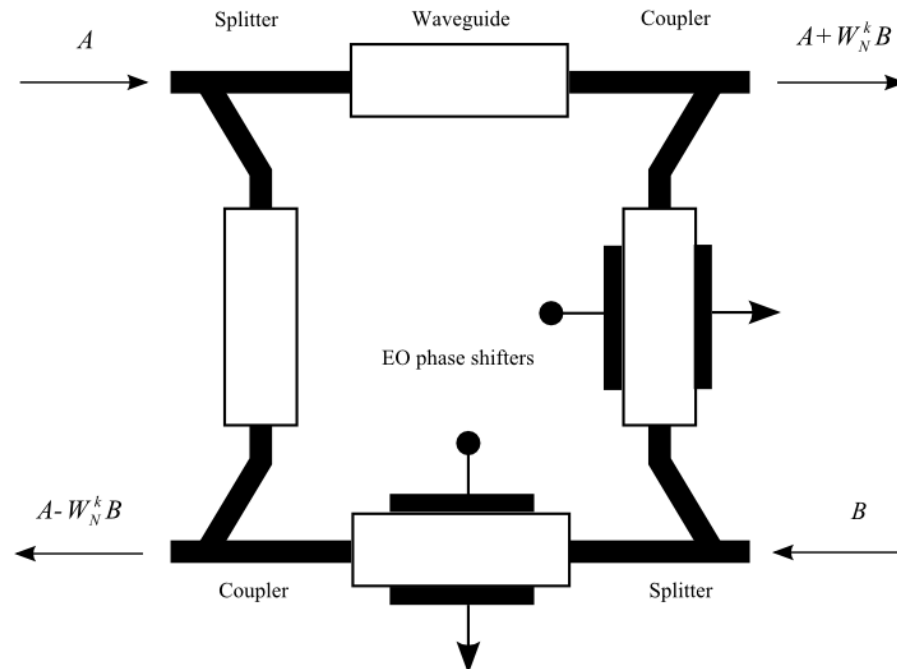 Splitter
Waveguide
Coupler
A
A + W_N^k B
EO phase shifters
A - W_N^k B
B
Coupler
Splitter